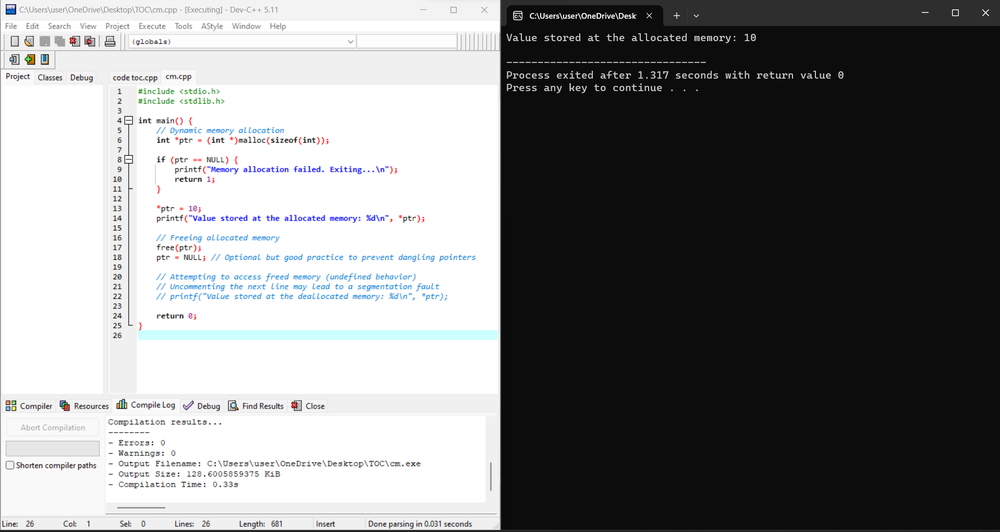 C:\Users\user\OneDrive\Desktop\TOC\cm.cpp - [Executing] - Dev-C++ 5.11
File Edit Search View Project Execute Tools AStyle Window Help
(globals)
Project Classes Debug
code toc.cpp cm.cpp
1 #include <stdio.h>
2 #include <stdlib.h>
3
4 int main() {
5 // Dynamic memory allocation
6 int *ptr = (int *)malloc(sizeof(int));
7
8 if (ptr == NULL) {
9 printf("Memory allocation failed. Exiting...\n");
10 return 1;
11 }
12
13 *ptr = 10;
14 printf("Value stored at the allocated memory: %d\n", *ptr);
15
16 // Freeing allocated memory
17 free(ptr);
18 ptr = NULL; // Optional but good practice to prevent dangling pointers
19
20 // Attempting to access freed memory (undefined behavior)
21 // Uncommenting the next line may lead to a segmentation fault
22 // printf("Value stored at the deallocated memory: %d\n", *ptr);
23
24 return 0;
25 }
26
Compiler Resources Compile Log Debug Find Results Close
Abort Compilation
Shorten compiler paths
Compilation results...
--------
- Errors: 0
- Warnings: 0
- Output Filename: C:\Users\user\OneDrive\Desktop\TOC\cm.exe
- Output Size: 128.6005859375 KiB
- Compilation Time: 0.33s
Line: 26 Col: 1 Sel: 0 Lines: 26 Length: 681 Insert Done parsing in 0.031 seconds
C:\Users\user\OneDrive\Desk
Value stored at the allocated memory: 10
--------------------------------
Process exited after 1.317 seconds with return value 0
Press any key to continue . . .